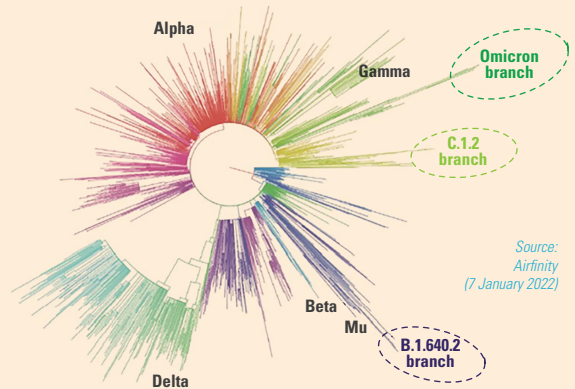 Alpha
Gamma
Omicron
branch
C.1.2
branch
Source:
Airfinity
(7 January 2022)
Beta
Mu
B.1.640.2
branch
Delta